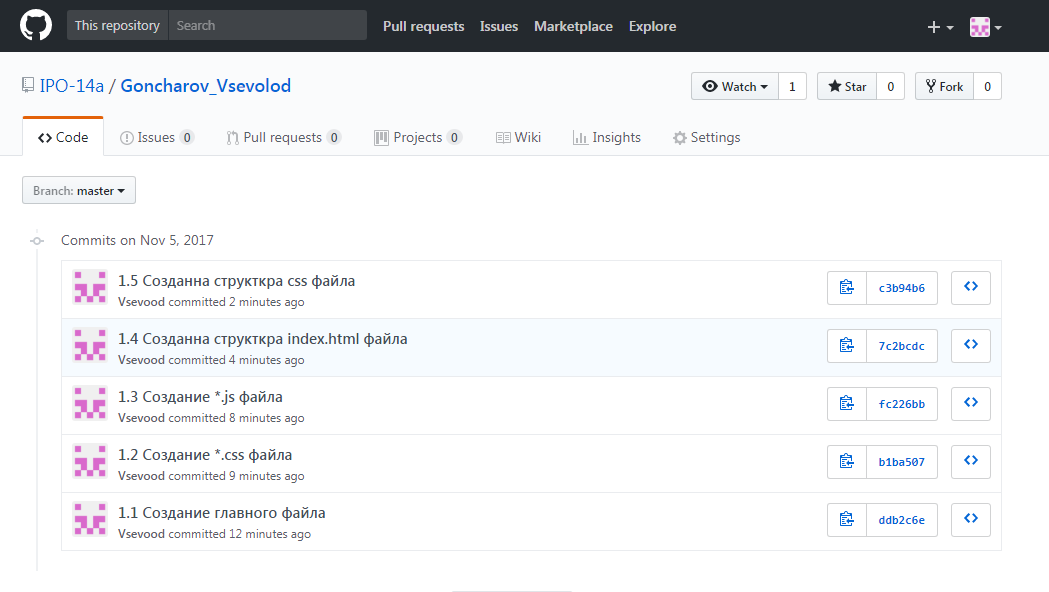 This repository Search Pull requests Issues Marketplace Explore
IPO-14a / Goncharov_Vsevolod Watch 1 Star 0 Fork 0
Code Issues 0 Pull requests 0 Projects 0 Wiki Insights Settings
Branch: master
Commits on Nov 5, 2017
1.5 Созданна структкра css файла
Vsevood committed 2 minutes ago
c3b94b6
1.4 Созданна структкра index.html файла
Vsevood committed 4 minutes ago
7c2bcdc
1.3 Создание *.js файла
Vsevood committed 8 minutes ago
fc226bb
1.2 Создание *.css файла
Vsevood committed 9 minutes ago
b1ba507
1.1 Создание главного файла
Vsevood committed 12 minutes ago
ddb2c6e